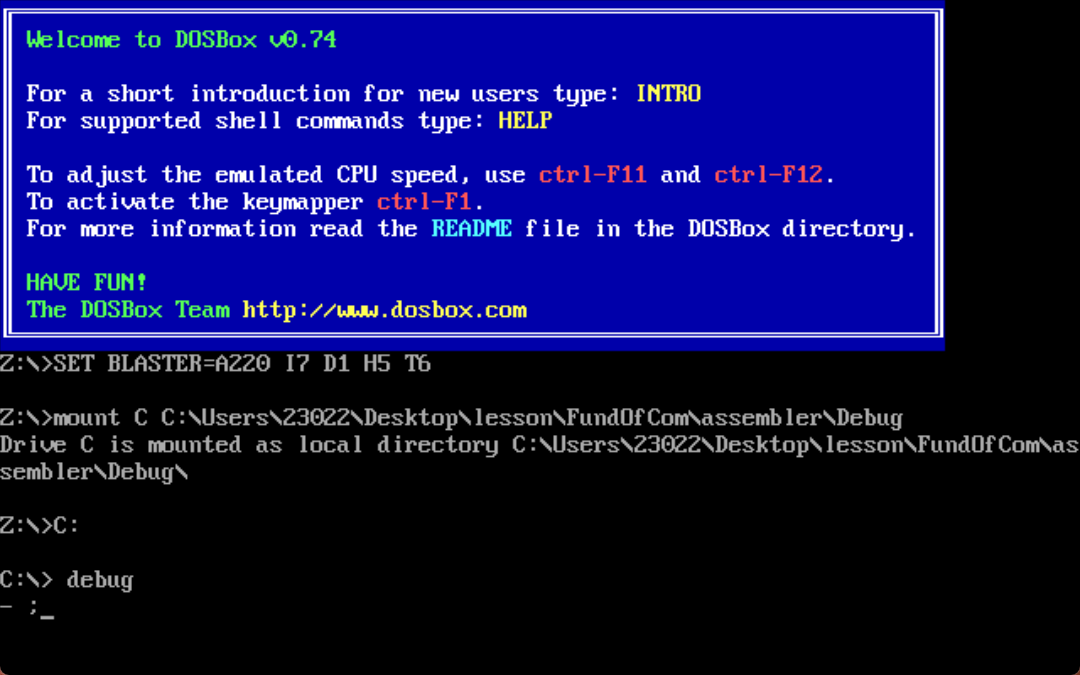 Welcome to DOSBox v0.74
For a short introduction for new users type: INTRO
For supported shell commands type: HELP
To adjust the emulated CPU speed, use ctrl-F11 and ctrl-F12.
To activate the keymapper ctrl-F1.
For more information read the README file in the DOSBox directory.
HAVE FUN!
The DOSBox Team http://www.dosbox.com
Z:\>SET BLASTER=A220 I7 D1 H5 T6
Z:\>mount C C:\Users\23022\Desktop\lesson\FundOfCom\assembler\Debug
Drive C is mounted as local directory C:\Users\23022\Desktop\lesson\FundOfCom\as
sembler\Debug\
Z:\>C:
C:\> debug
- ;_